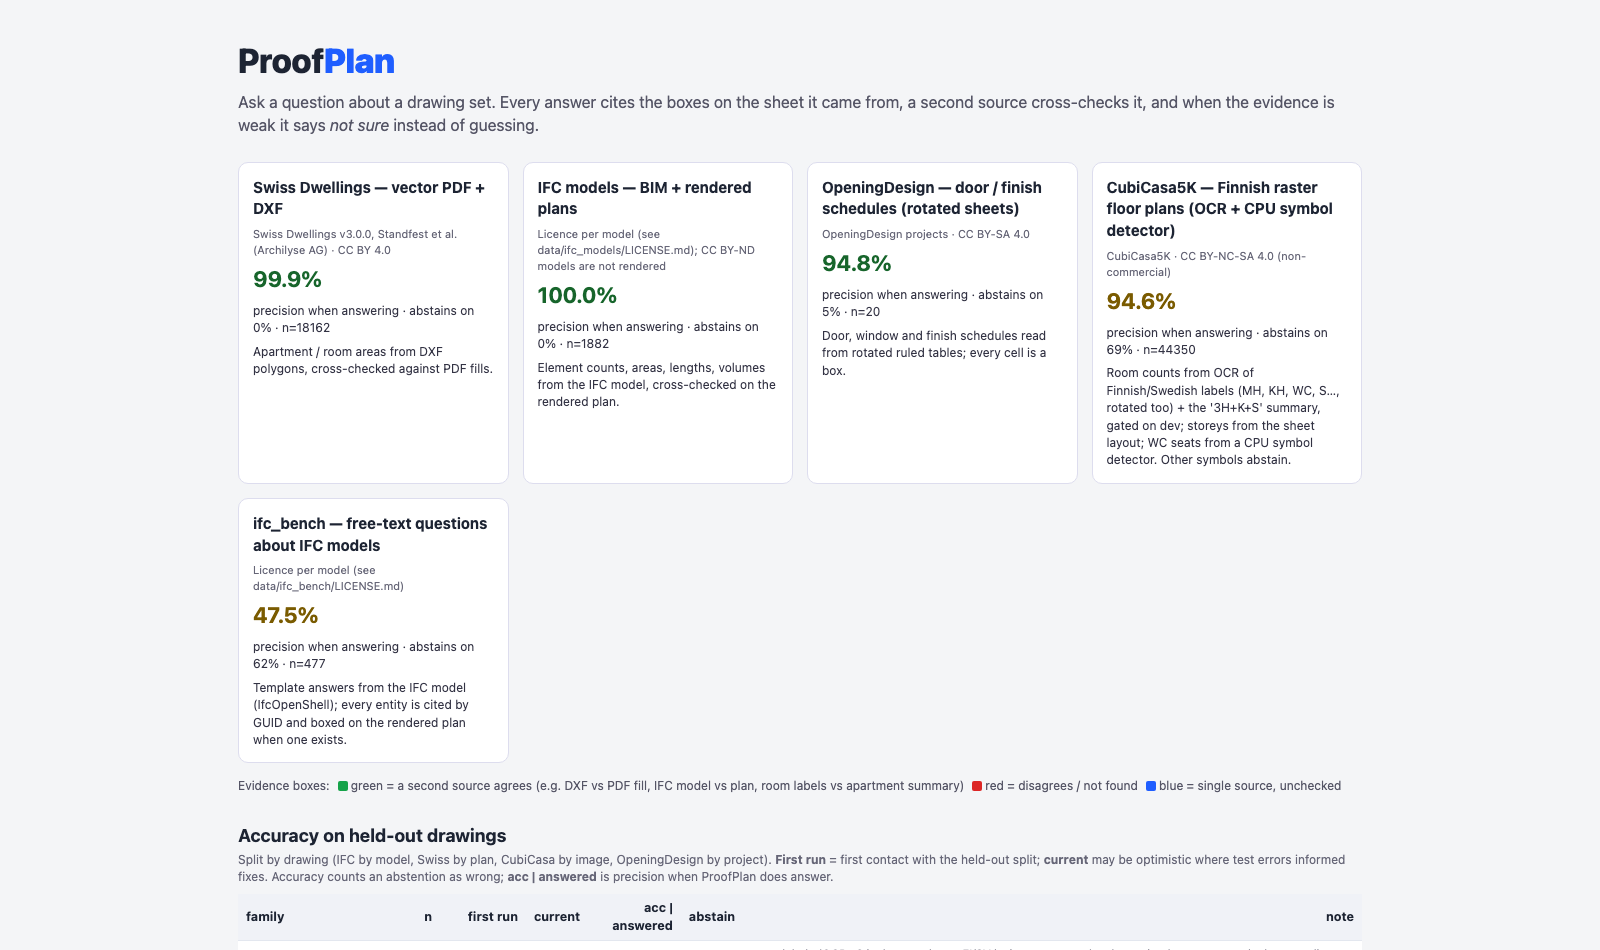 ProofPlan
Ask a question about a drawing set. Every answer cites the boxes on the sheet it came from, a second source cross-checks it, and when the evidence is
weak it says not sure instead of guessing.
Swiss Dwellings — vector PDF +
DXF
Swiss Dwellings v3.0.0, Standfest et al.
(Archilyse AG) · CC BY 4.0
99.9%
precision when answering · abstains on
0% · n=18162
Apartment / room areas from DXF
polygons, cross-checked against PDF fills.
IFC models — BIM + rendered
plans
Licence per model (see
data/ifc_models/LICENSE.md); CC BY-ND
models are not rendered
100.0%
precision when answering · abstains on
0% · n=1882
Element counts, areas, lengths, volumes
from the IFC model, cross-checked on the
rendered plan.
OpeningDesign — door / finish
schedules (rotated sheets)
OpeningDesign projects · CC BY-SA 4.0
94.8%
precision when answering · abstains on
5% · n=20
Door, window and finish schedules read
from rotated ruled tables; every cell is a
box.
CubiCasa5K — Finnish raster
floor plans (OCR + CPU symbol
detector)
CubiCasa5K · CC BY-NC-SA 4.0 (non-
commercial)
94.6%
precision when answering · abstains on
69% · n=44350
Room counts from OCR of
Finnish/Swedish labels (MH, KH, WC, S…,
rotated too) + the '3H+K+S' summary,
gated on dev; storeys from the sheet
layout; WC seats from a CPU symbol
detector. Other symbols abstain.
ifc_bench — free-text questions
about IFC models
Licence per model (see
data/ifc_bench/LICENSE.md)
47.5%
precision when answering · abstains on
62% · n=477
Template answers from the IFC model
(IfcOpenShell); every entity is cited by
GUID and boxed on the rendered plan
when one exists.
Evidence boxes: green = a second source agrees (e.g. DXF vs PDF fill, IFC model vs plan, room labels vs apartment summary) red = disagrees / not found blue = single source, unchecked
Accuracy on held-out drawings
Split by drawing (IFC by model, Swiss by plan, CubiCasa by image, OpeningDesign by project). First run = first contact with the held-out split; current may be optimistic where test errors informed
fixes. Accuracy counts an abstention as wrong; acc | answered is precision when ProofPlan does answer.
family n first run current acc | answered abstain note